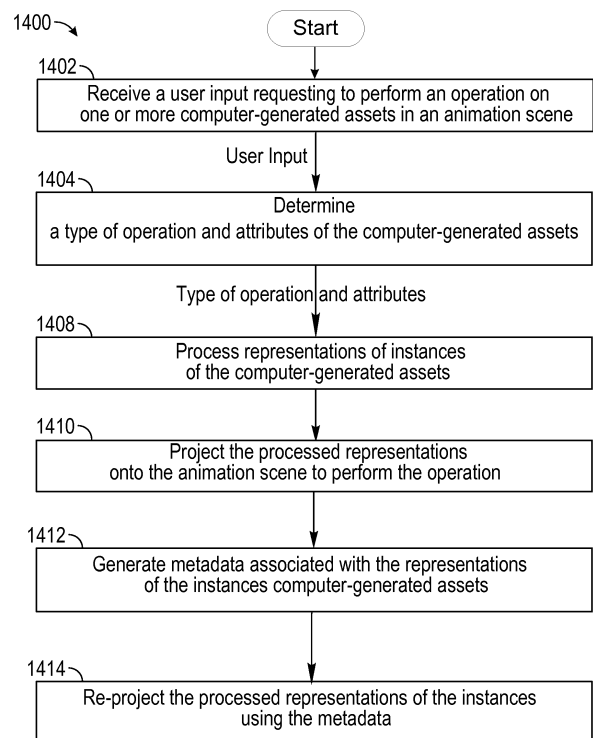 1400
Start
1402
Receive a user input requesting to perform an operation on
one or more computer-generated assets in an animation scene
User Input
1404
Determine
a type of operation and attributes of the computer-generated assets
Type of operation and attributes
1408
Process representations of instances
of the computer-generated assets
1410
Project the processed representations
onto the animation scene to perform the operation
1412
Generate metadata associated with the representations
of the instances computer-generated assets
1414
Re-project the processed representations of the instances
using the metadata